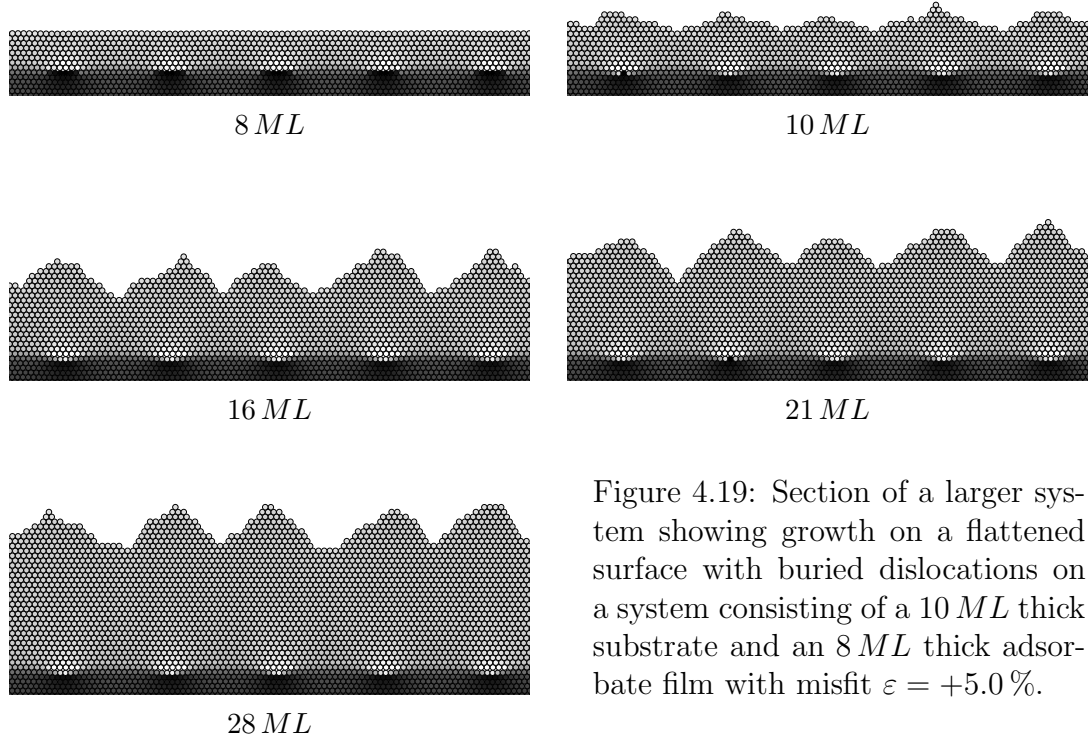 8 ML
10 ML
16 ML
21 ML
28 ML
Figure 4.19: Section of a larger sys-
tem showing growth on a flattened
surface with buried dislocations on
a system consisting of a 10 ML thick
substrate and an 8 ML thick adsor-
bate film with misfit ε = +5.0 %.